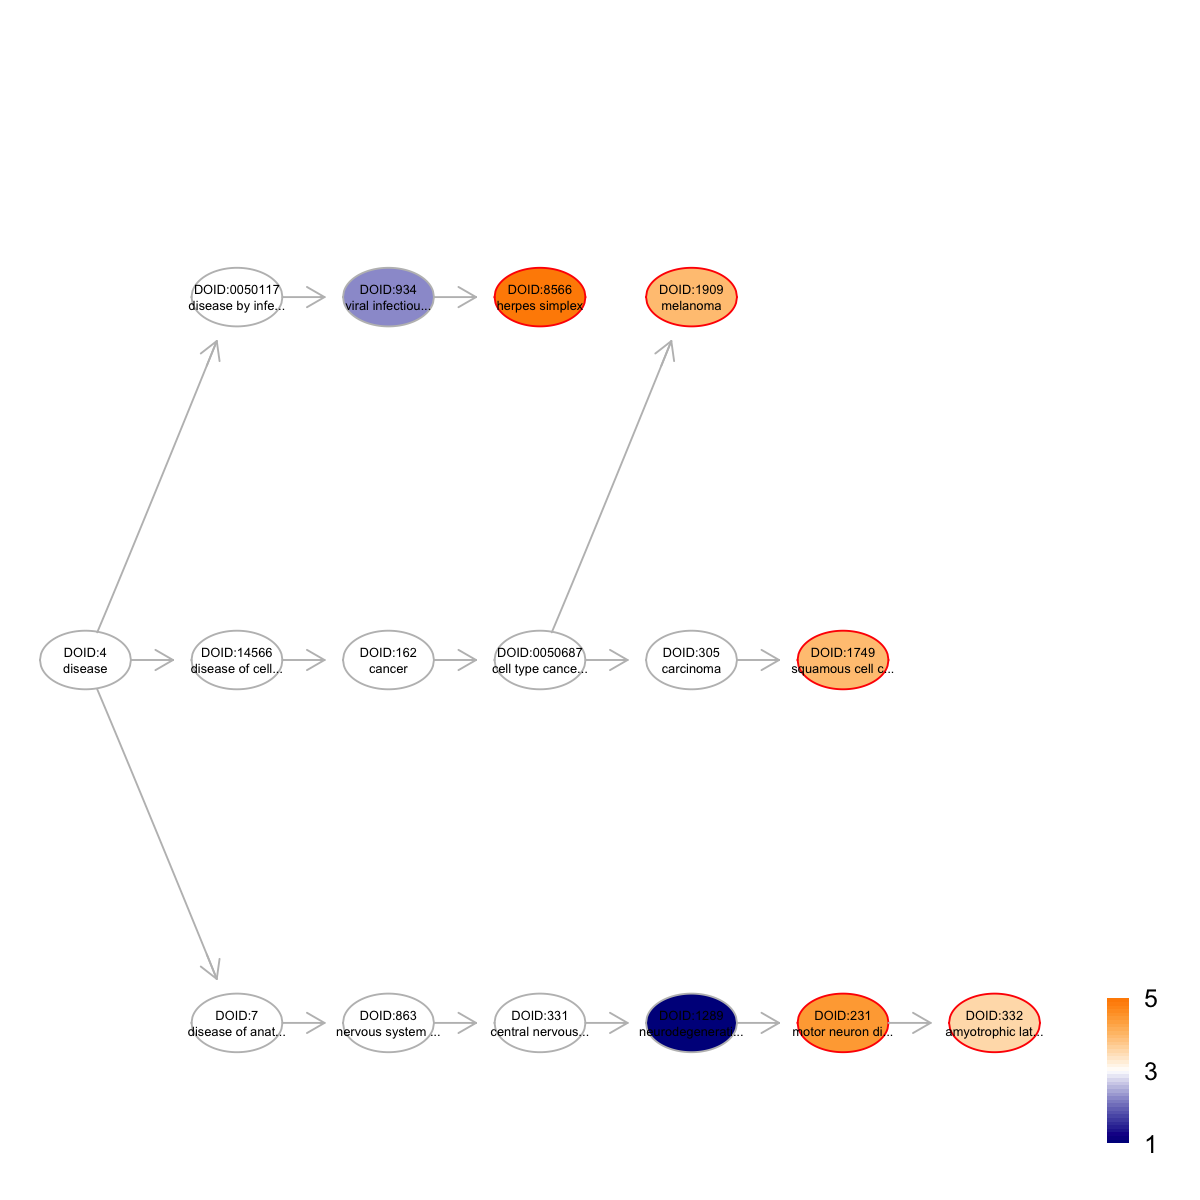 DOID:0050117
disease by infe...
DOID:934
viral infectiou...
DOID:8566
herpes simplex
DOID:1909
melanoma
DOID:4
disease
DOID:14566
disease of cell...
DOID:162
cancer
DOID:0050687
cell type cance...
DOID:305
carcinoma
DOID:1749
squamous cell c...
DOID:7
disease of anat...
DOID:863
nervous system ...
DOID:331
central nervous...
DOID:1289
neurodegenerat...
DOID:231
motor neuron di...
DOID:332
amyotrophic lat...
5
3
1